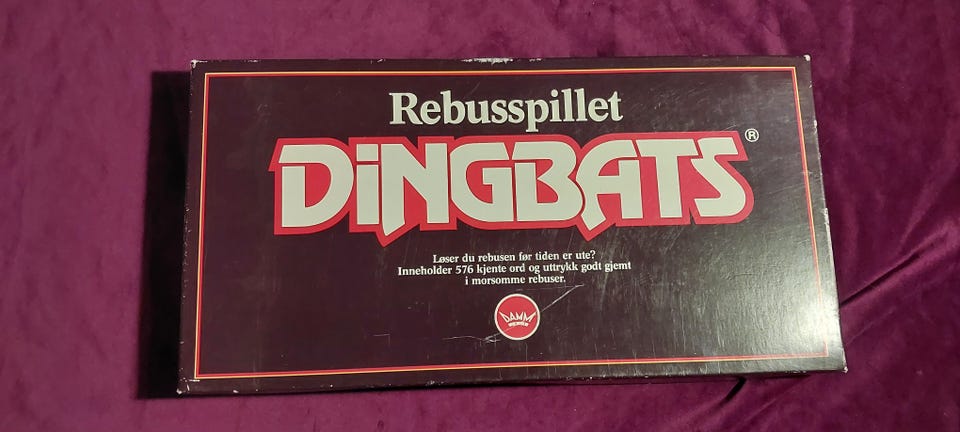 Rebusspillet
DiNGBATS®
Løser du rebusen før tiden er ute?
Inneholder 576 kjente ord og uttrykk godt gjemt
i morsomme rebuser.
DAMM